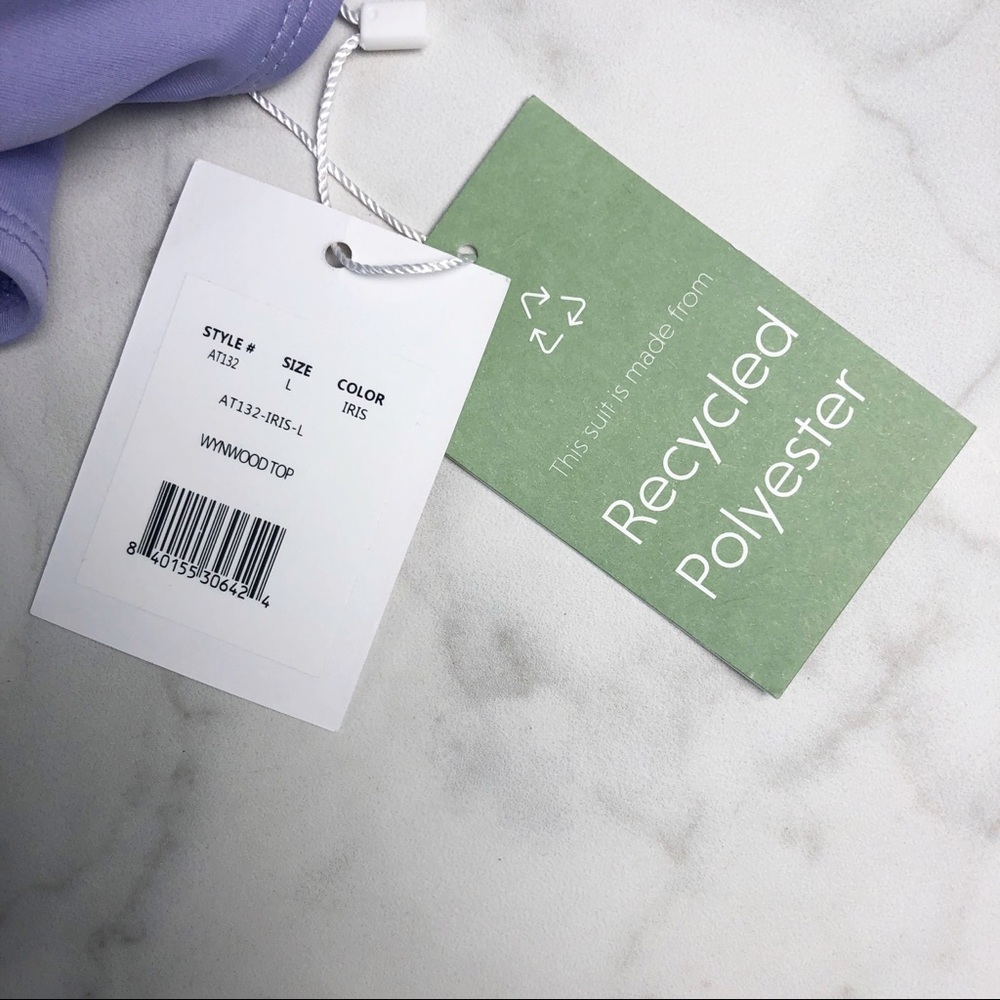 STYLE # SIZE COLOR
AT132 L IRIS
AT132-IRIS-L
WYNWOOD TOP
8 40155 30642 4
This suit is made from
Recycled
Polyester